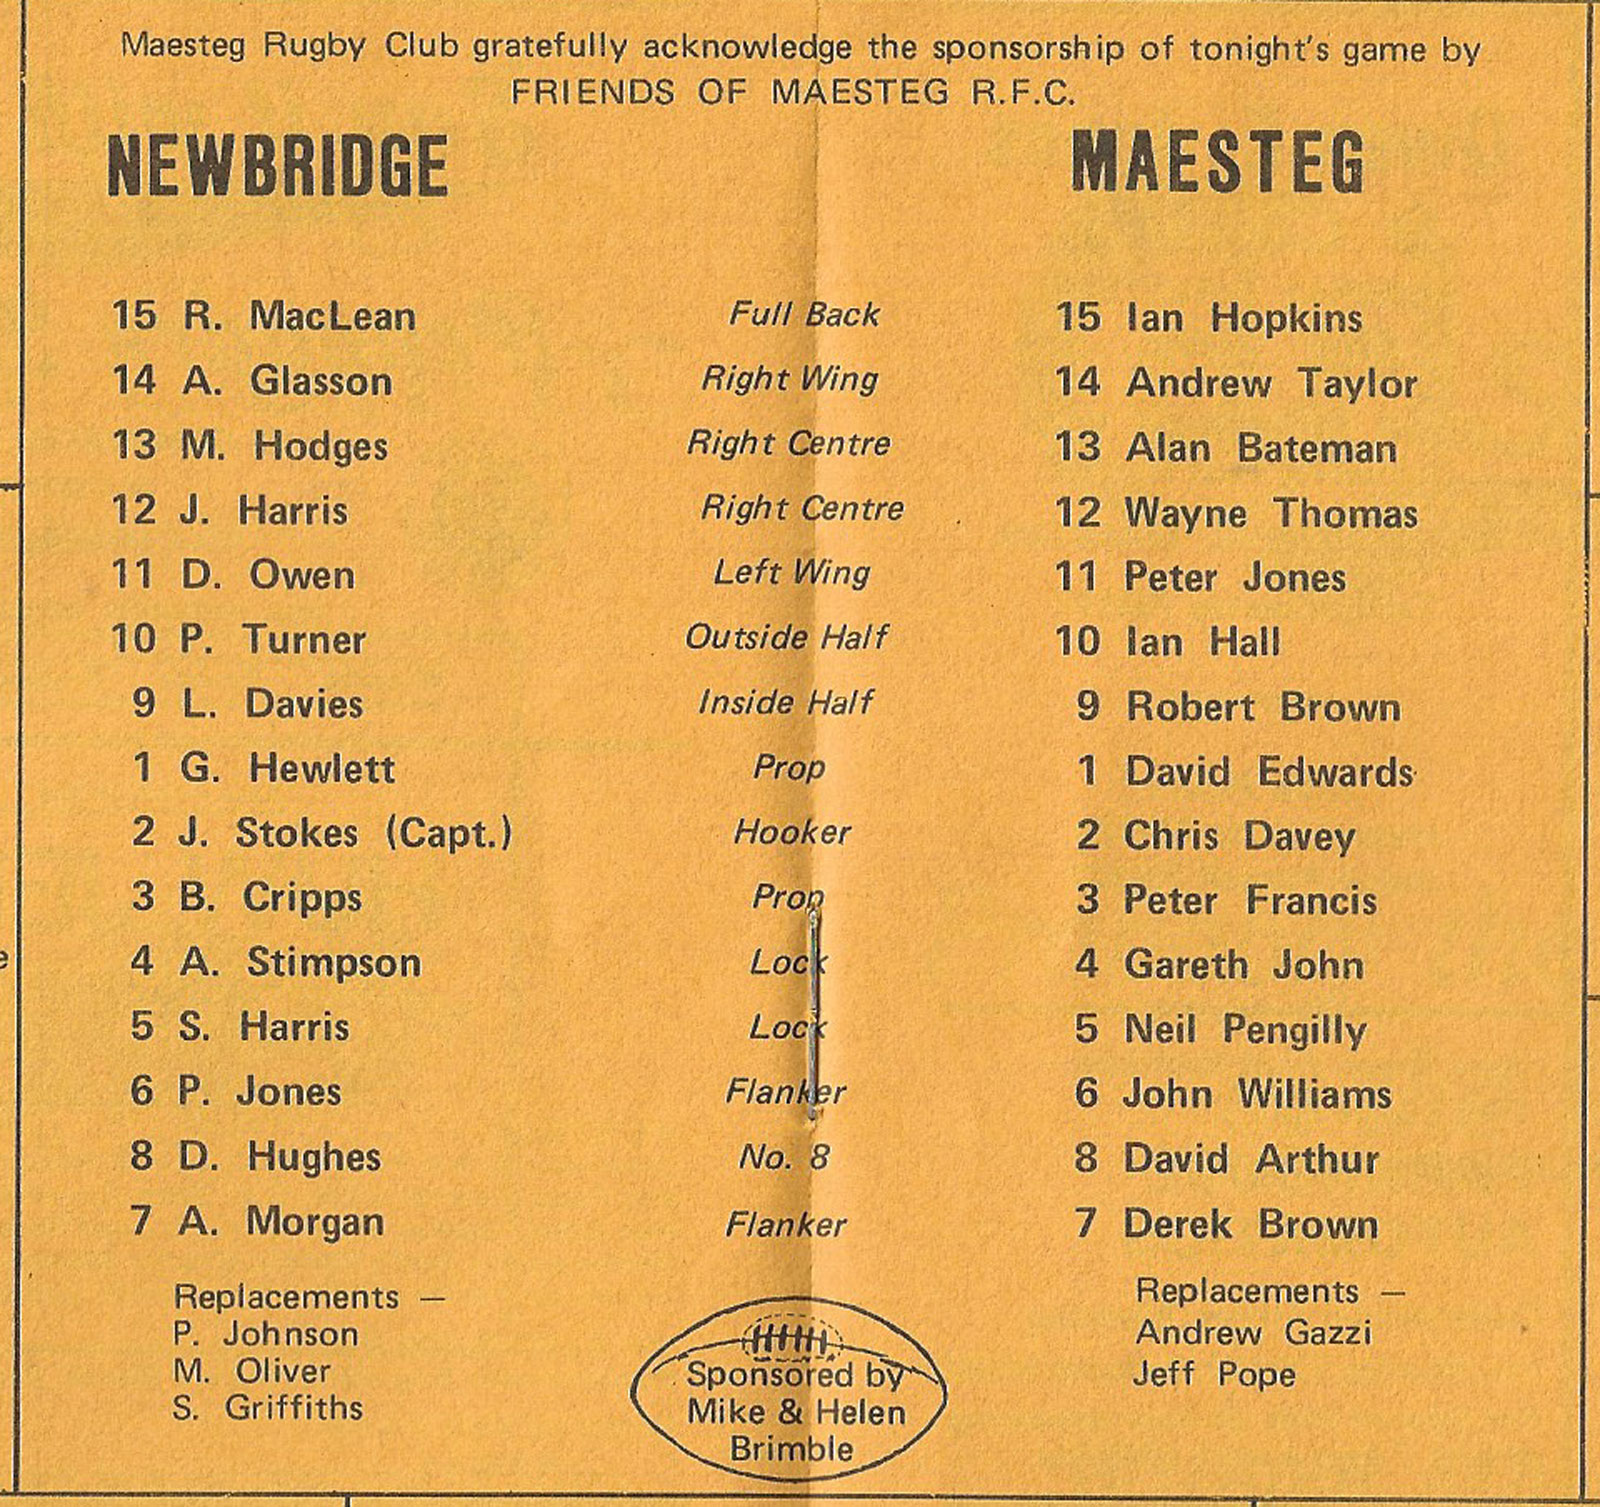 Maesteg Rugby Club gratefully acknowledge the sponsorship of tonight's game by
FRIENDS OF MAESTEG R.F.C.
NEWBRIDGE MAESTEG
15 R. MacLean Full Back 15 Ian Hopkins
14 A. Glasson Right Wing 14 Andrew Taylor
13 M. Hodges Right Centre 13 Alan Bateman
12 J. Harris Right Centre 12 Wayne Thomas
11 D. Owen Left Wing 11 Peter Jones
10 P. Turner Outside Half 10 Ian Hall
9 L. Davies Inside Half 9 Robert Brown
1 G. Hewlett Prop 1 David Edwards
2 J. Stokes (Capt.) Hooker 2 Chris Davey
3 B. Cripps Prop 3 Peter Francis
4 A. Stimpson Lock 4 Gareth John
5 S. Harris Lock 5 Neil Pengilly
6 P. Jones Flanker 6 John Williams
8 D. Hughes No. 8 8 David Arthur
7 A. Morgan Flanker 7 Derek Brown
Replacements —
P. Johnson
M. Oliver
S. Griffiths
Sponsored by
Mike & Helen
Brimble
Replacements —
Andrew Gazzi
Jeff Pope